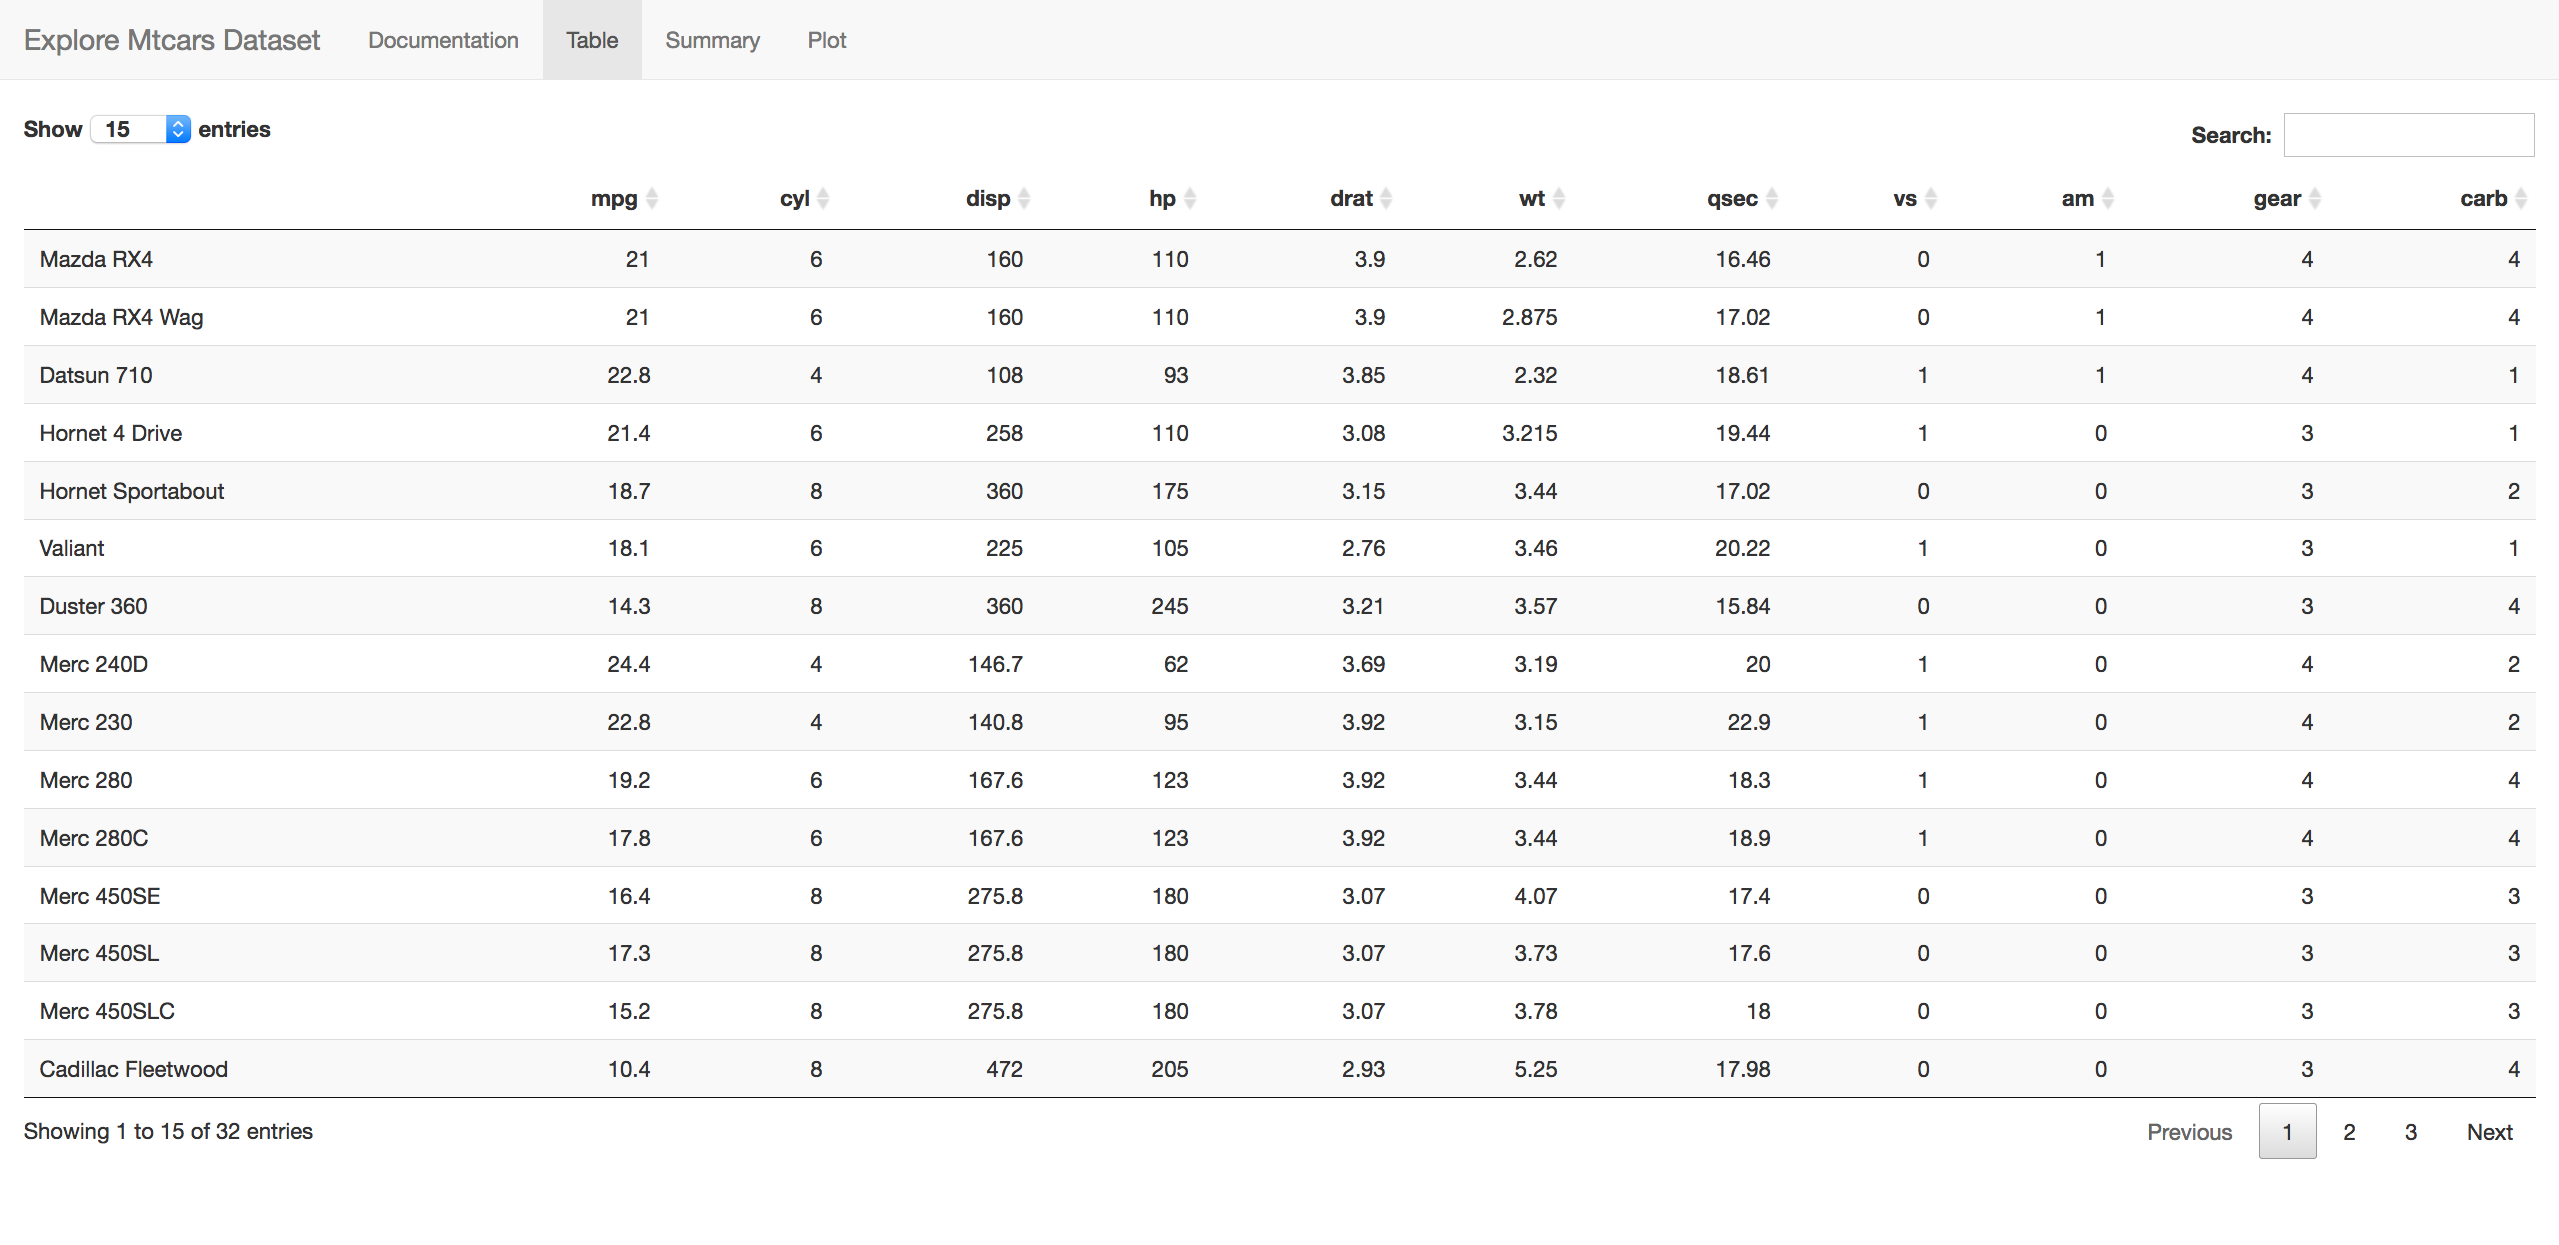 Explore Mtcars Dataset Documentation Table Summary Plot
Show 15 entries
Search:
mpg cyl disp hp drat wt qsec vs am gear carb
Mazda RX4 21 6 160 110 3.9 2.62 16.46 0 1 4 4
Mazda RX4 Wag 21 6 160 110 3.9 2.875 17.02 0 1 4 4
Datsun 710 22.8 4 108 93 3.85 2.32 18.61 1 1 4 1
Hornet 4 Drive 21.4 6 258 110 3.08 3.215 19.44 1 0 3 1
Hornet Sportabout 18.7 8 360 175 3.15 3.44 17.02 0 0 3 2
Valiant 18.1 6 225 105 2.76 3.46 20.22 1 0 3 1
Duster 360 14.3 8 360 245 3.21 3.57 15.84 0 0 3 4
Merc 240D 24.4 4 146.7 62 3.69 3.19 20 1 0 4 2
Merc 230 22.8 4 140.8 95 3.92 3.15 22.9 1 0 4 2
Merc 280 19.2 6 167.6 123 3.92 3.44 18.3 1 0 4 4
Merc 280C 17.8 6 167.6 123 3.92 3.44 18.9 1 0 4 4
Merc 450SE 16.4 8 275.8 180 3.07 4.07 17.4 0 0 3 3
Merc 450SL 17.3 8 275.8 180 3.07 3.73 17.6 0 0 3 3
Merc 450SLC 15.2 8 275.8 180 3.07 3.78 18 0 0 3 3
Cadillac Fleetwood 10.4 8 472 205 2.93 5.25 17.98 0 0 3 4
Showing 1 to 15 of 32 entries
Previous 1 2 3 Next